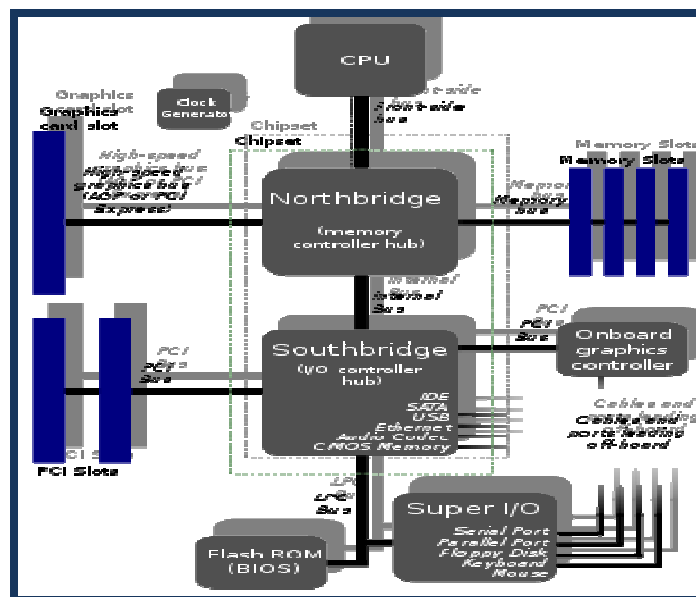 CPU
Front-side
bus
Clock
Generator
Graphics
card slot
Chipset
High-speed
graphics bus
(AGP or PCI
Express)
Northbridge
(memory
controller hub)
Memory
bus
Memory Slots
Internal
Bus
Southbridge
(I/O controller
hub)
PCI
Bus
PCI
Bus
Onboard
graphics
controller
IDE
SATA
USB
Ethernet
Audio Codec
CMOS Memory
Cables and
ports leading
off-board
PCI Slots
LPC
Bus
Super I/O
Serial Port
Parallel Port
Floppy Disk
Keyboard
Mouse
Flash ROM
(BIOS)